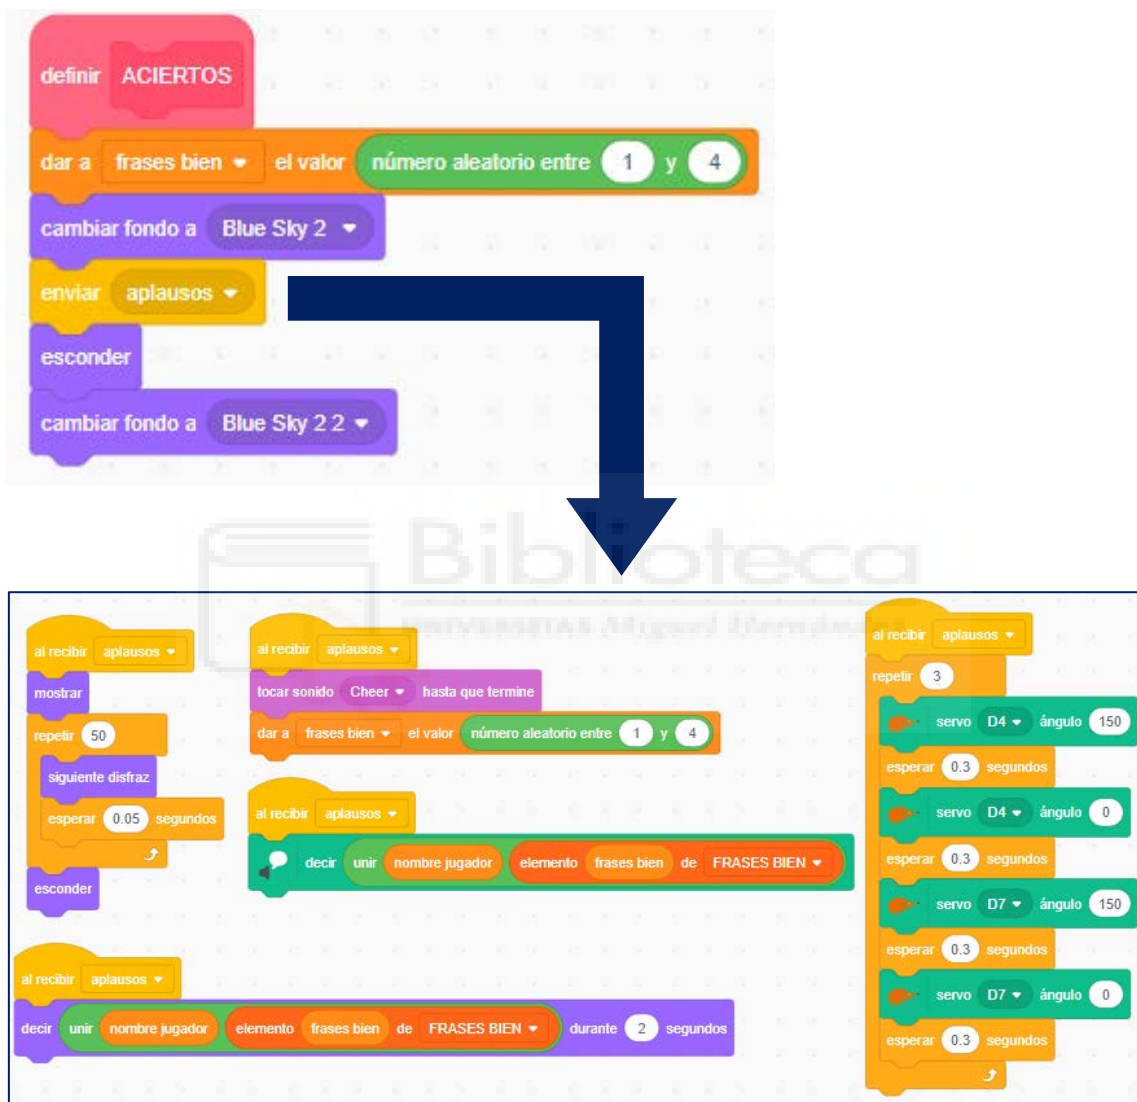 definir ACIERTOS
dar a frases bien el valor número aleatorio entre 1 y 4
cambiar fondo a Blue Sky 2
enviar aplausos
esconder
cambiar fondo a Blue Sky 2 2
Biblioteca
UNIVERSITAS Miguel Hernández
al recibir aplausos
mostrar
repetir 50
siguiente disfraz
esperar 0.05 segundos
esconder
al recibir aplausos
tocar sonido Cheer hasta que termine
dar a frases bien el valor número aleatorio entre 1 y 4
al recibir aplausos
decir unir nombre jugador elemento frases bien de FRASES BIEN
al recibir aplausos
decir unir nombre jugador elemento frases bien de FRASES BIEN durante 2 segundos
al recibir aplausos
repetir 3
servo D4 ángulo 150
esperar 0.3 segundos
servo D4 ángulo 0
esperar 0.3 segundos
servo D7 ángulo 150
esperar 0.3 segundos
servo D7 ángulo 0
esperar 0.3 segundos